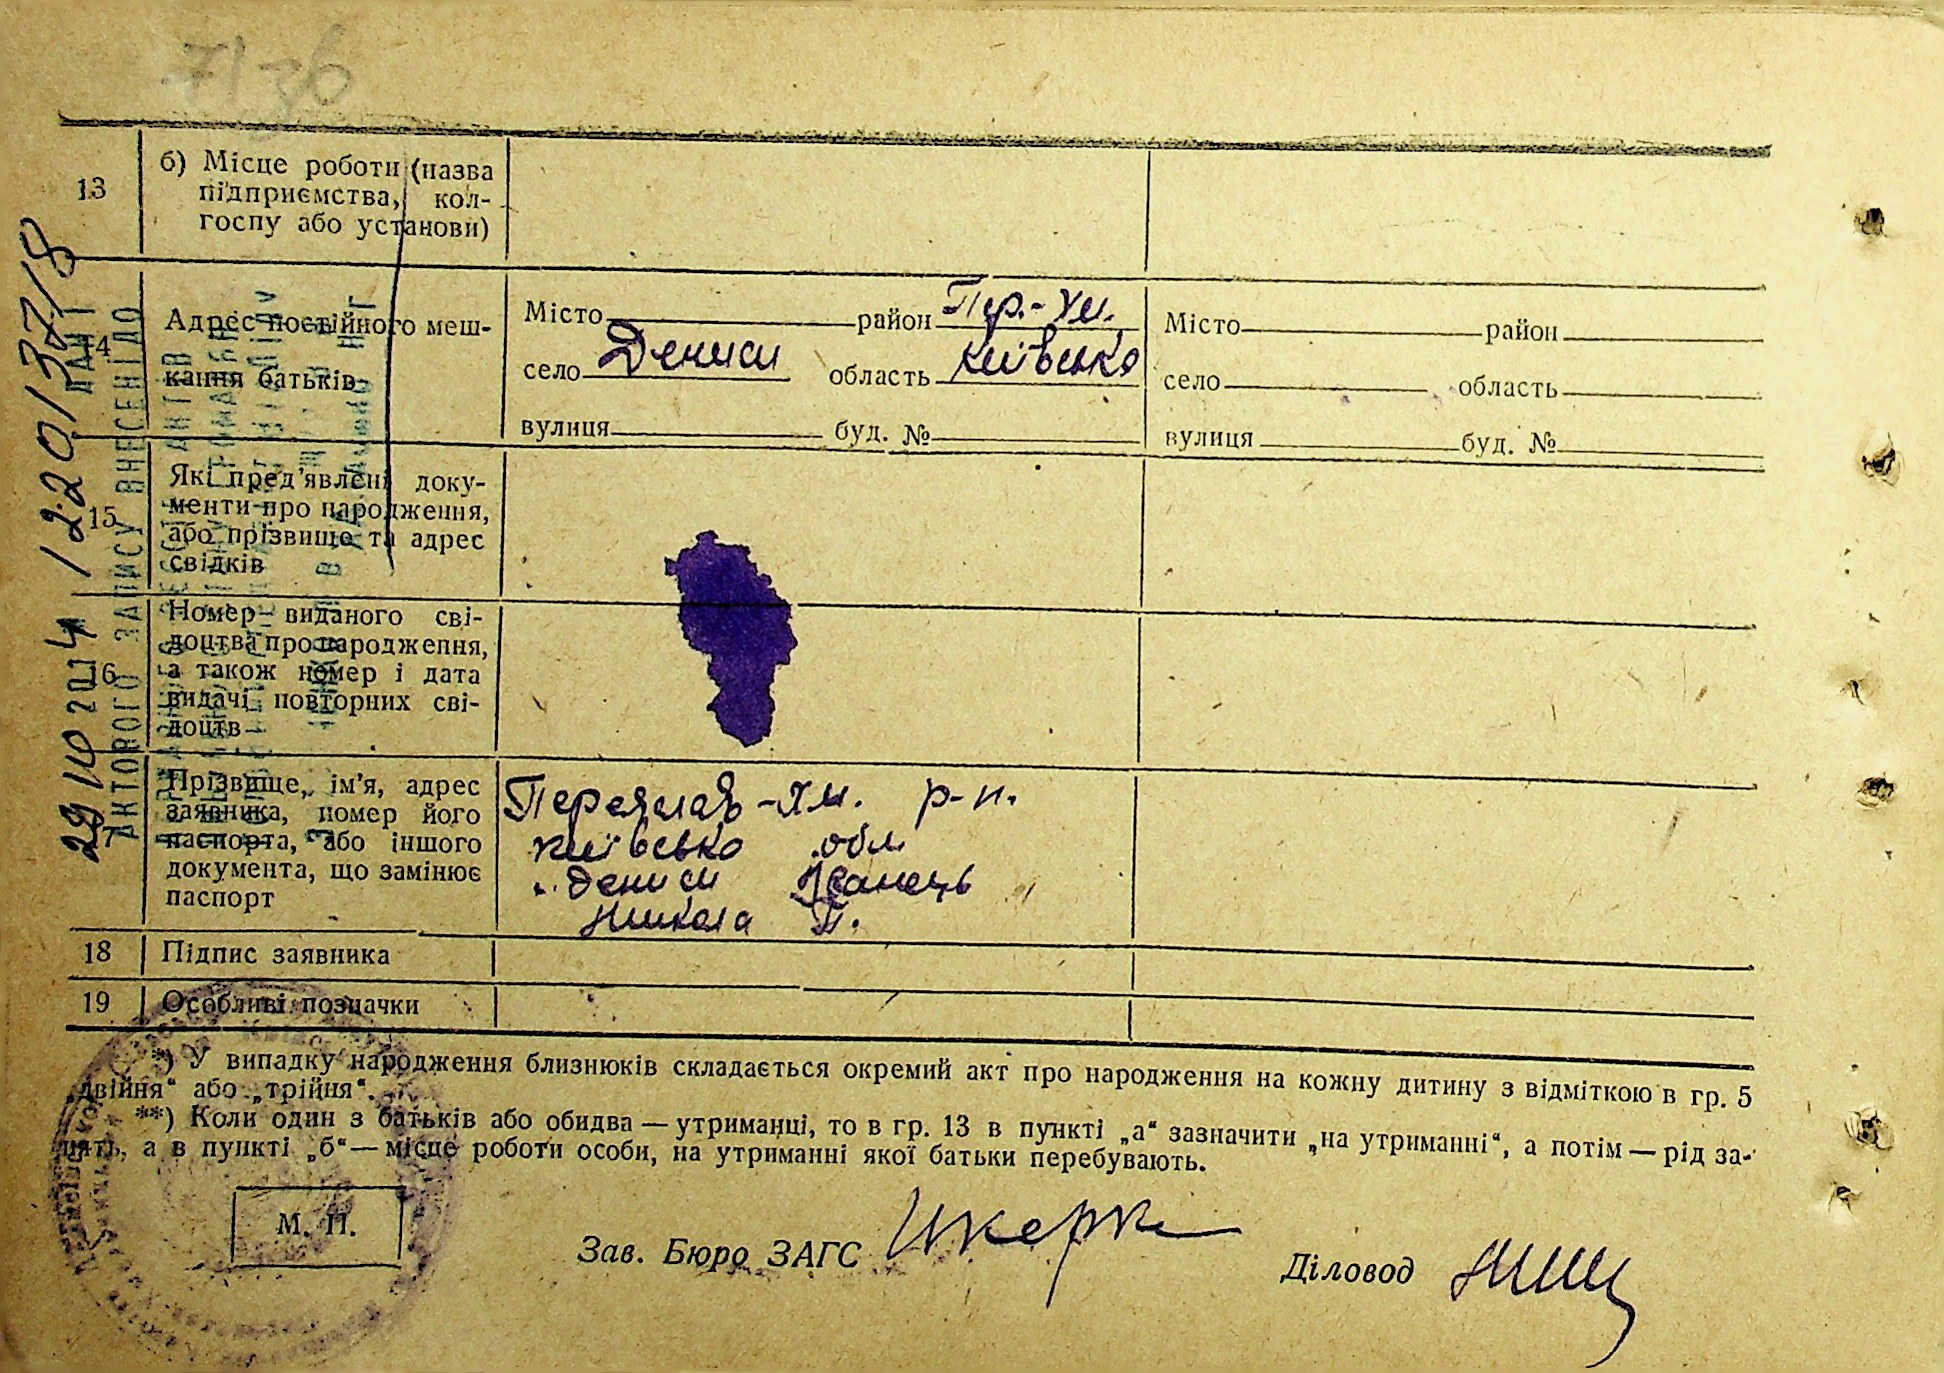 13
б) Місце роботи (назва
підприємства, кол-
госпу або установи)
14
Адрес постійного меш-
кання батьків
Місто район Пер.-Хм.
село Дениси область Київсько
вулиця буд. №
Місто район
село область
вулиця буд. №
15
Які пред'явлені доку-
менти про народження,
або прізвище та адрес
свідків
16
Номер виданого сві-
доцтва про народження,
а також номер і дата
видачі повторних сві-
доцтв
17
Прізвище, ім'я, адрес
заявника, номер його
паспорта, або іншого
документа, що замінює
паспорт
Переяслав-Хм. р-н.
Київсько обл
с. Дениси
Микола П.
18 Підпис заявника
19 Особливі позначки
*) У випадку народження близнюків складається окремий акт про народження на кожну дитину з відміткою в гр. 5
„двійня“ або „трійня“.
**) Коли один з батьків або обидва — утриманці, то в гр. 13 в пункті „а“ зазначити „на утриманні“, а потім — рід за-
нять, а в пункті „б“ — місце роботи особи, на утриманні якої батьки перебувають.
М. П.
Зав. Бюро ЗАГС
Діловод
АКТОВОГО ЗАПИСУ ВНЕСЕНІ ДО